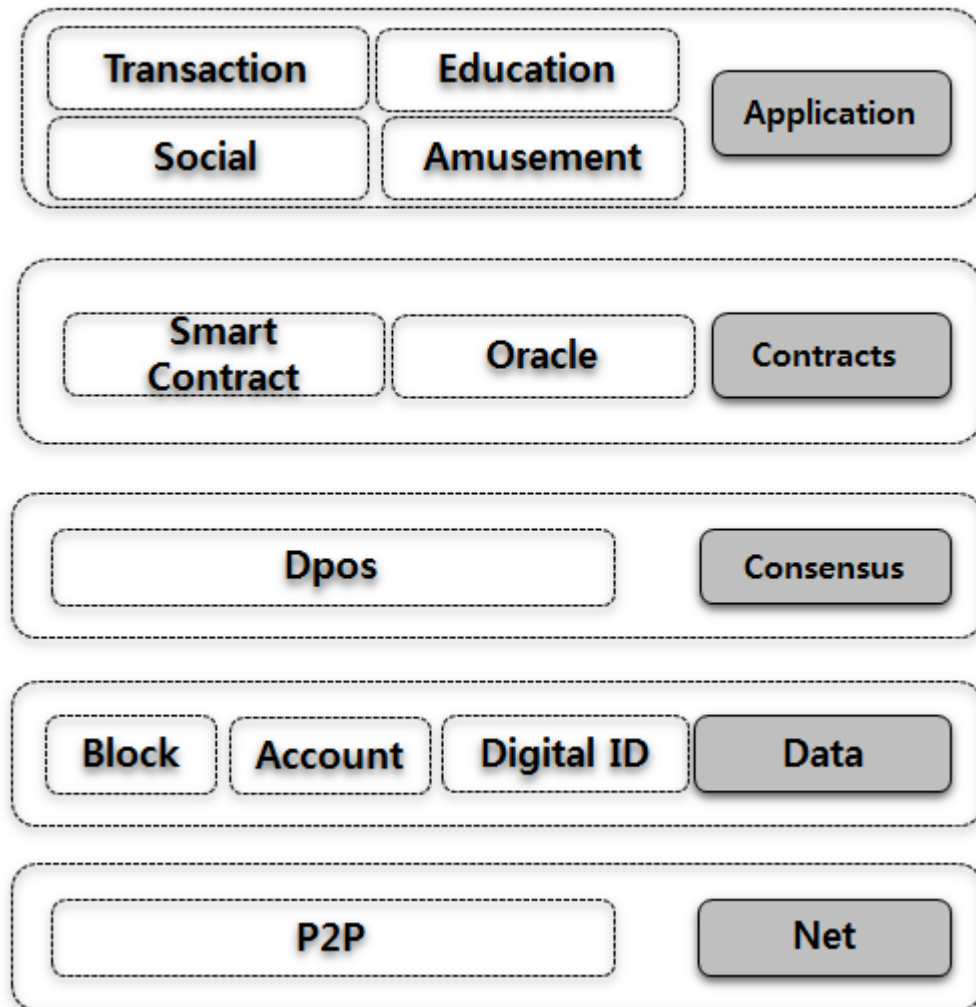 Transaction
Education
Application
Social
Amusement
Smart
Contract
Oracle
Contracts
Dpos
Consensus
Block
Account
Digital ID
Data
P2P
Net